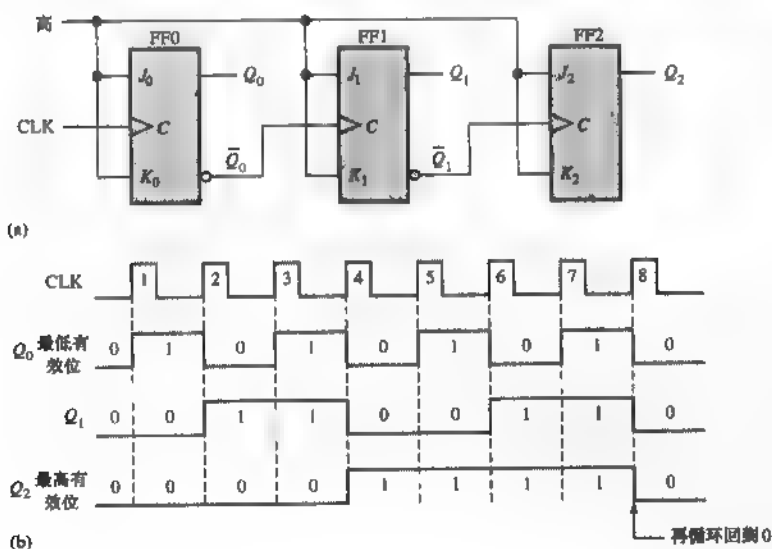 高
FF0 FF1 FF2
J₀ Q₀ J₁ Q₁ J₂ Q₂
CLK C C C
Q̄₀ Q̄₁
K₀ K₁ K₂
(a)
CLK 1 2 3 4 5 6 7 8
Q₀ 最低有效位 0 1 0 1 0 1 0 1 0
Q₁ 0 0 1 1 0 0 1 1 0
Q₂ 最高有效位 0 0 0 0 1 1 1 1 0
(b)
再循环回到0